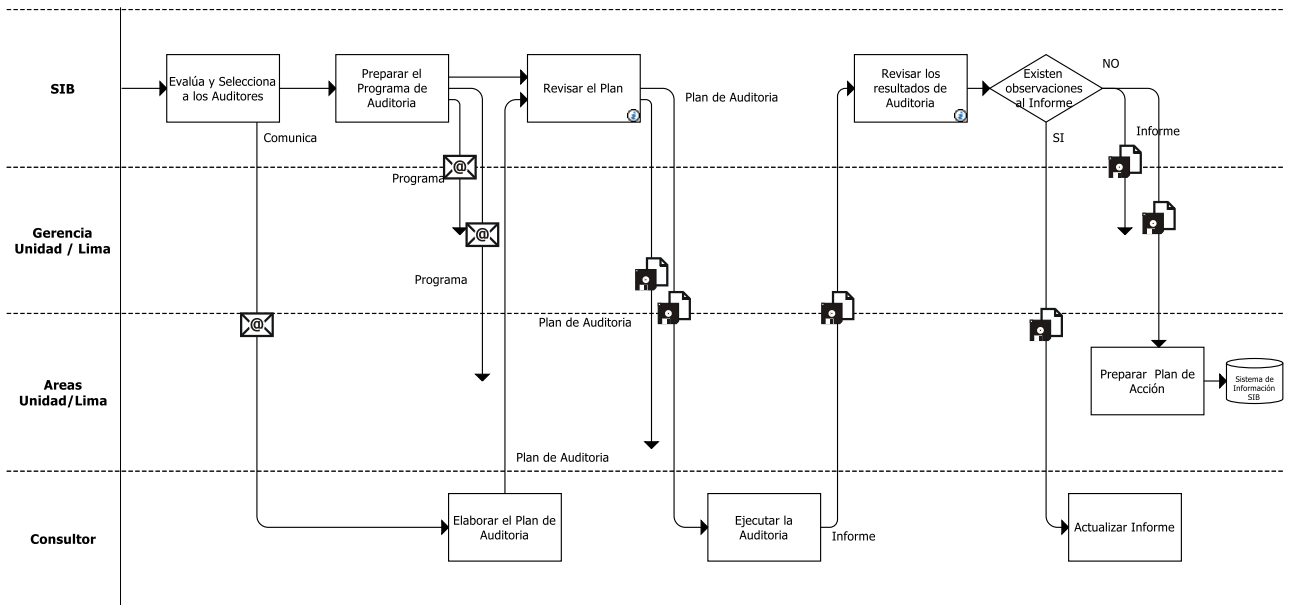 SIB
Evalúa y Selecciona
a los Auditores
Preparar el
Programa de
Auditoria
Revisar el Plan
Plan de Auditoria
Revisar los
resultados de
Auditoria
Existen
observaciones
al Informe
NO
SI
Informe
Comunica
@
Programa
Gerencia
Unidad / Lima
@
Programa
@
Plan de Auditoria
Areas
Unidad/Lima
Preparar Plan de
Acción
Sistema de
Información
SIB
Plan de Auditoria
Consultor
Elaborar el Plan de
Auditoria
Ejecutar la
Auditoria
Informe
Actualizar Informe